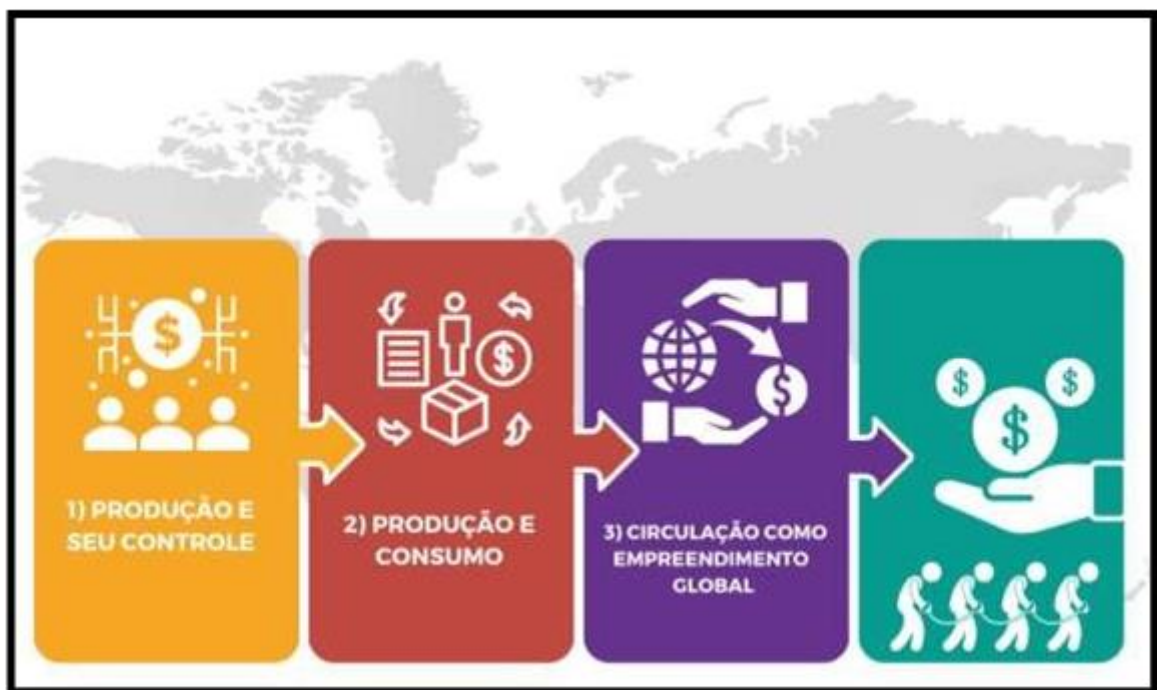 $
1) PRODUÇÃO E
SEU CONTROLE
$
2) PRODUÇÃO E
CONSUMO
$
3) CIRCULAÇÃO COMO
EMPREENDIMENTO
GLOBAL
$ $
$